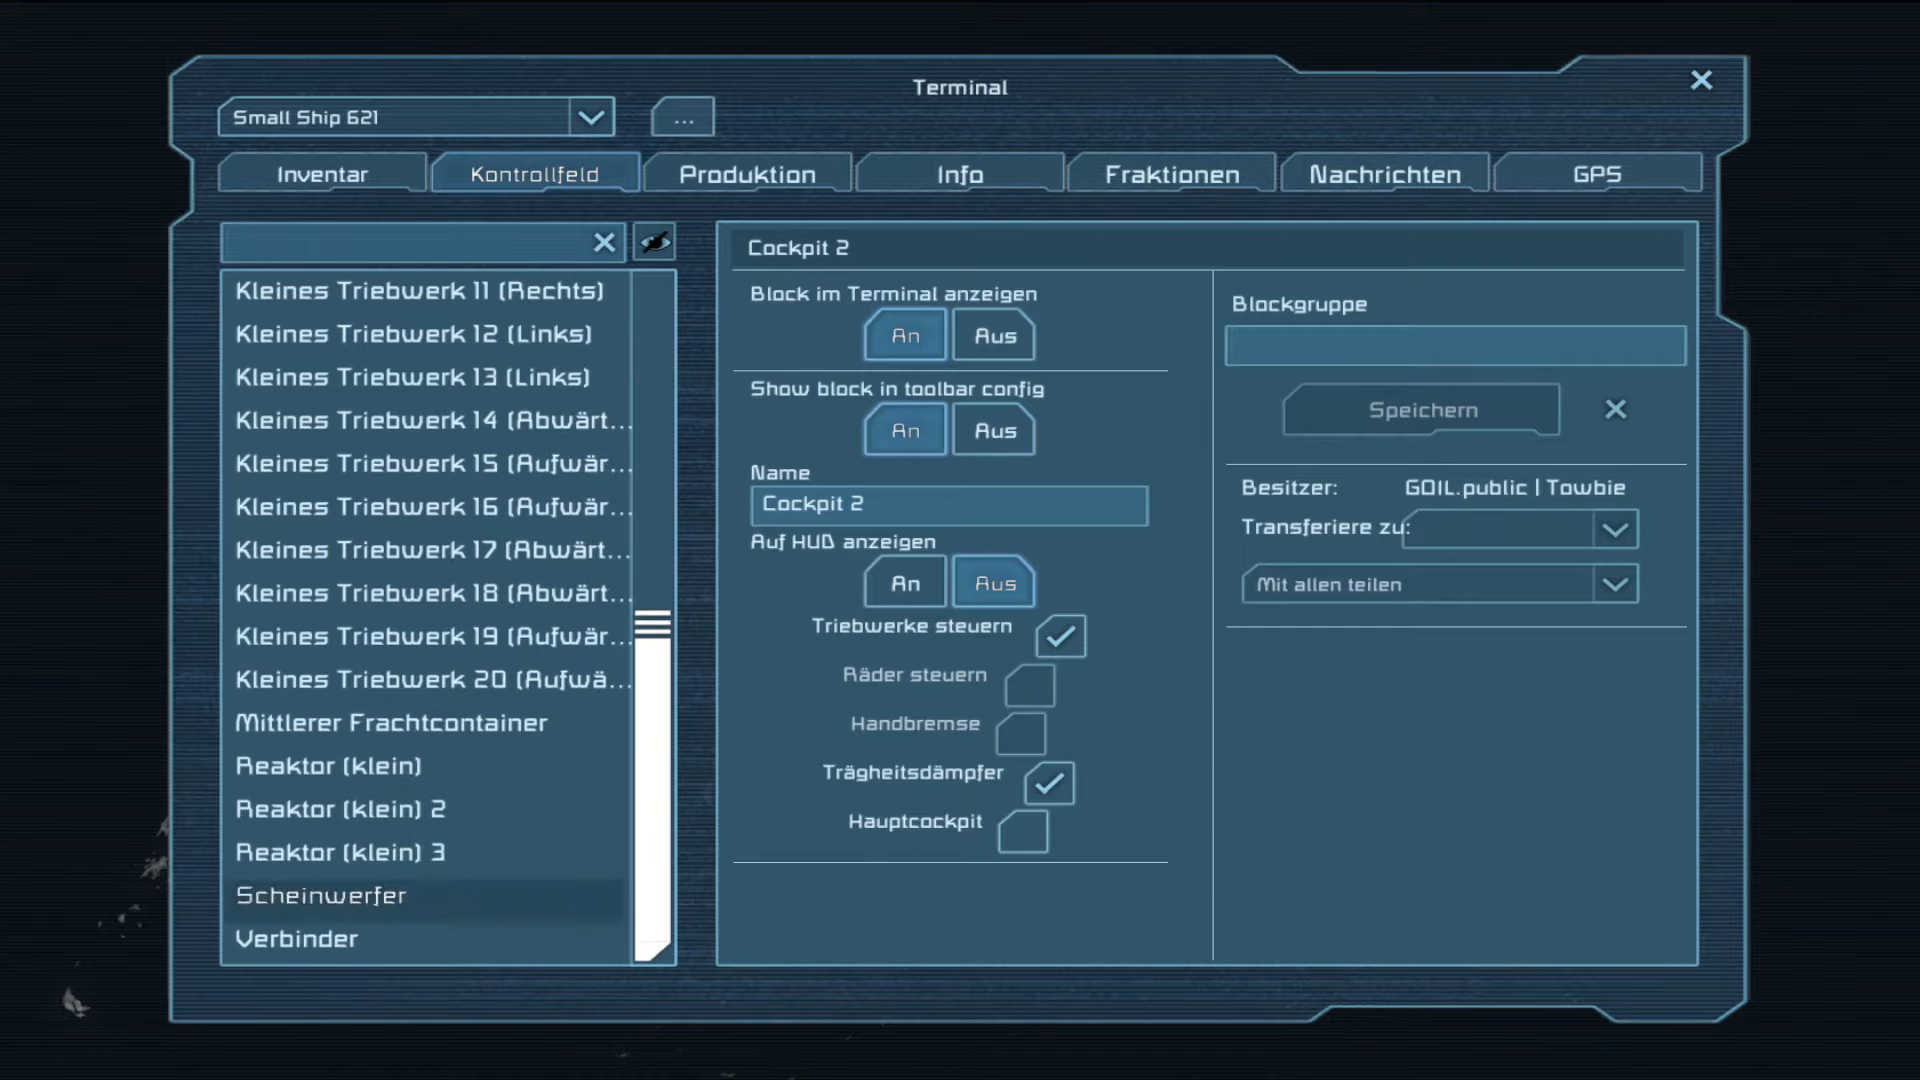 Terminal
Small Ship 621
...
Inventar
Kontrollfeld
Produktion
Info
Fraktionen
Nachrichten
GPS
Kleines Triebwerk 11 (Rechts)
Kleines Triebwerk 12 (Links)
Kleines Triebwerk 13 (Links)
Kleines Triebwerk 14 (Abwärt...
Kleines Triebwerk 15 (Aufwär...
Kleines Triebwerk 16 (Aufwär...
Kleines Triebwerk 17 (Abwärt...
Kleines Triebwerk 18 (Abwärt...
Kleines Triebwerk 19 (Aufwär...
Kleines Triebwerk 20 (Aufwä...
Mittlerer Frachtcontainer
Reaktor (klein)
Reaktor (klein) 2
Reaktor (klein) 3
Scheinwerfer
Verbinder
Cockpit 2
Block im Terminal anzeigen
An Aus
Show block in toolbar config
An Aus
Name
Cockpit 2
Auf HUD anzeigen
An Aus
Triebwerke steuern
Räder steuern
Handbremse
Trägheitsdämpfer
Hauptcockpit
Blockgruppe
Speichern
Besitzer: GOIL.public | Towbie
Transferiere zu:
Mit allen teilen